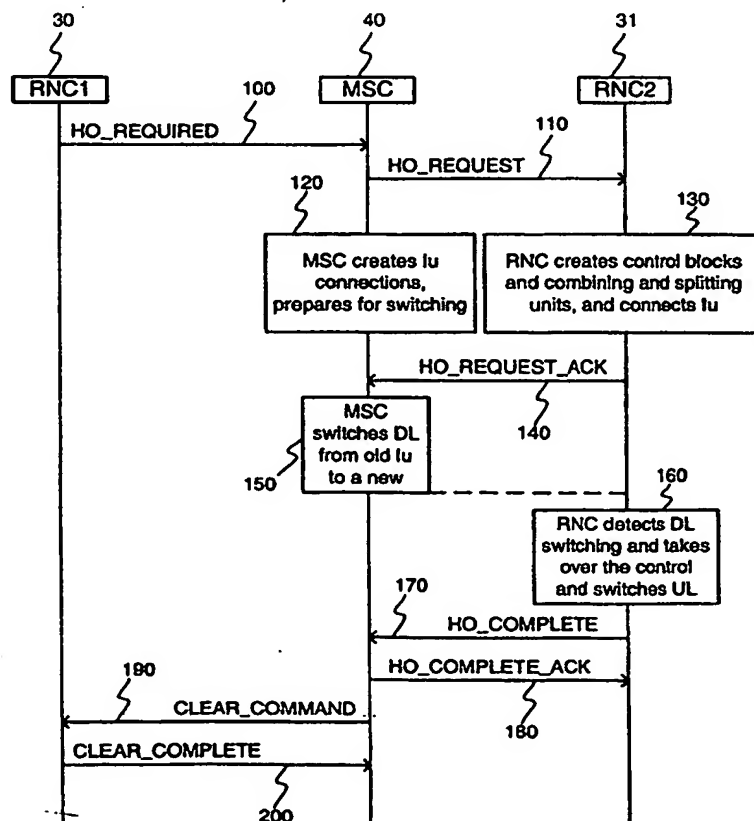 30
40
31
RNC1
MSC
RNC2
100
HO_REQUIRED
110
HO_REQUEST
120
130
MSC creates Iu
connections,
prepares for switching
RNC creates control blocks
and combining and splitting
units, and connects Iu
HO_REQUEST_ACK
140
MSC
switches DL
from old Iu
to a new
150
160
RNC detects DL
switching and takes
over the control
and switches UL
170
HO_COMPLETE
HO_COMPLETE_ACK
180
190
CLEAR_COMMAND
CLEAR_COMPLETE
200